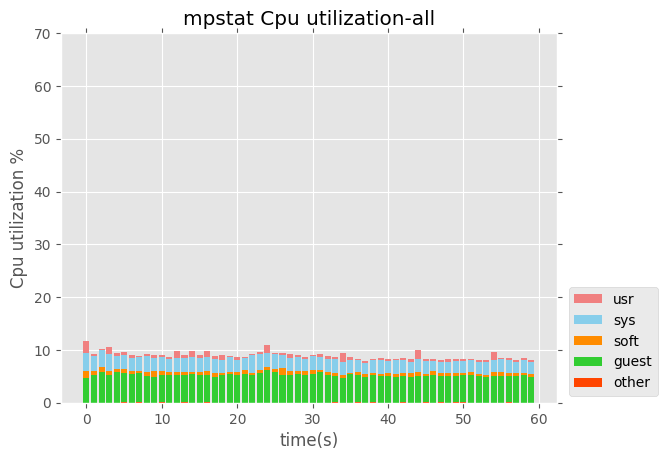 mpstat Cpu utilization-all
Cpu utilization %
70
60
50
40
30
20
10
0
0 10 20 30 40 50 60
time(s)
usr
sys
soft
guest
other